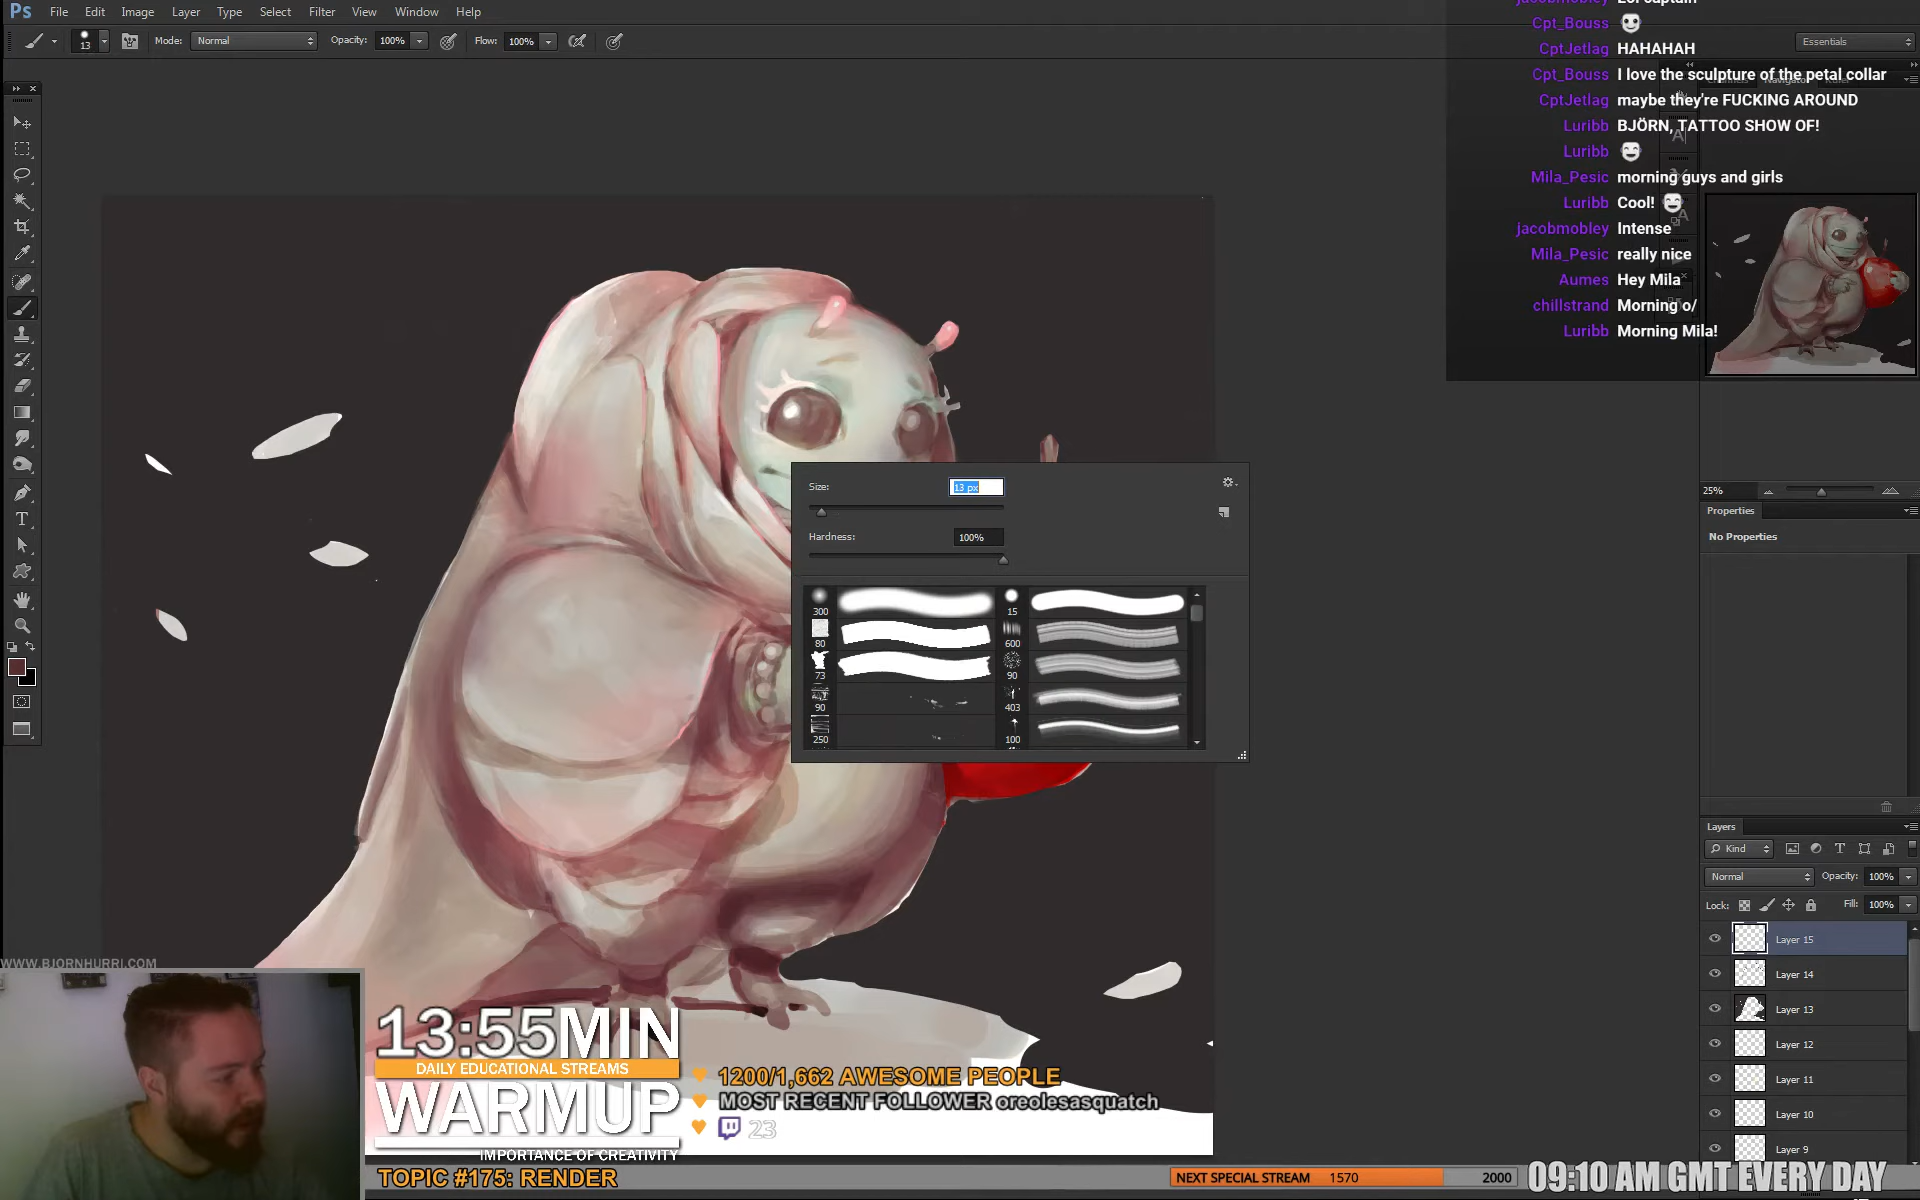 Ps File Edit Image Layer Type Select Filter View Window Help
13 Mode: Normal Opacity: 100% Flow: 100% Essentials
Cpt_Bouss
CptJetlag HAHAHAH
Cpt_Bouss I love the sculpture of the petal collar
CptJetlag maybe they're FUCKING AROUND
Luribb BJÖRN, TATTOO SHOW OF!
Luribb
Mila_Pesic morning guys and girls
Luribb Cool!
jacobmobley Intense
Mila_Pesic really nice
Aumes Hey Mila
chillstrand Morning o/
Luribb Morning Mila!
25%
Properties
No Properties
Size: 13 px
Hardness: 100%
300 15
80 600
73 90
90 403
250 100
Layers
Kind
Normal Opacity: 100%
Lock: Fill: 100%
Layer 15
Layer 14
Layer 13
Layer 12
Layer 11
Layer 10
Layer 9
WWW.BJORNHURRI.COM
13:55MIN
DAILY EDUCATIONAL STREAMS
WARMUP
IMPORTANCE OF CREATIVITY
1200/1,662 AWESOME PEOPLE
MOST RECENT FOLLOWER oreolesasquatch
23
TOPIC #175: RENDER
NEXT SPECIAL STREAM 1570 2000
09:10 AM GMT EVERY DAY